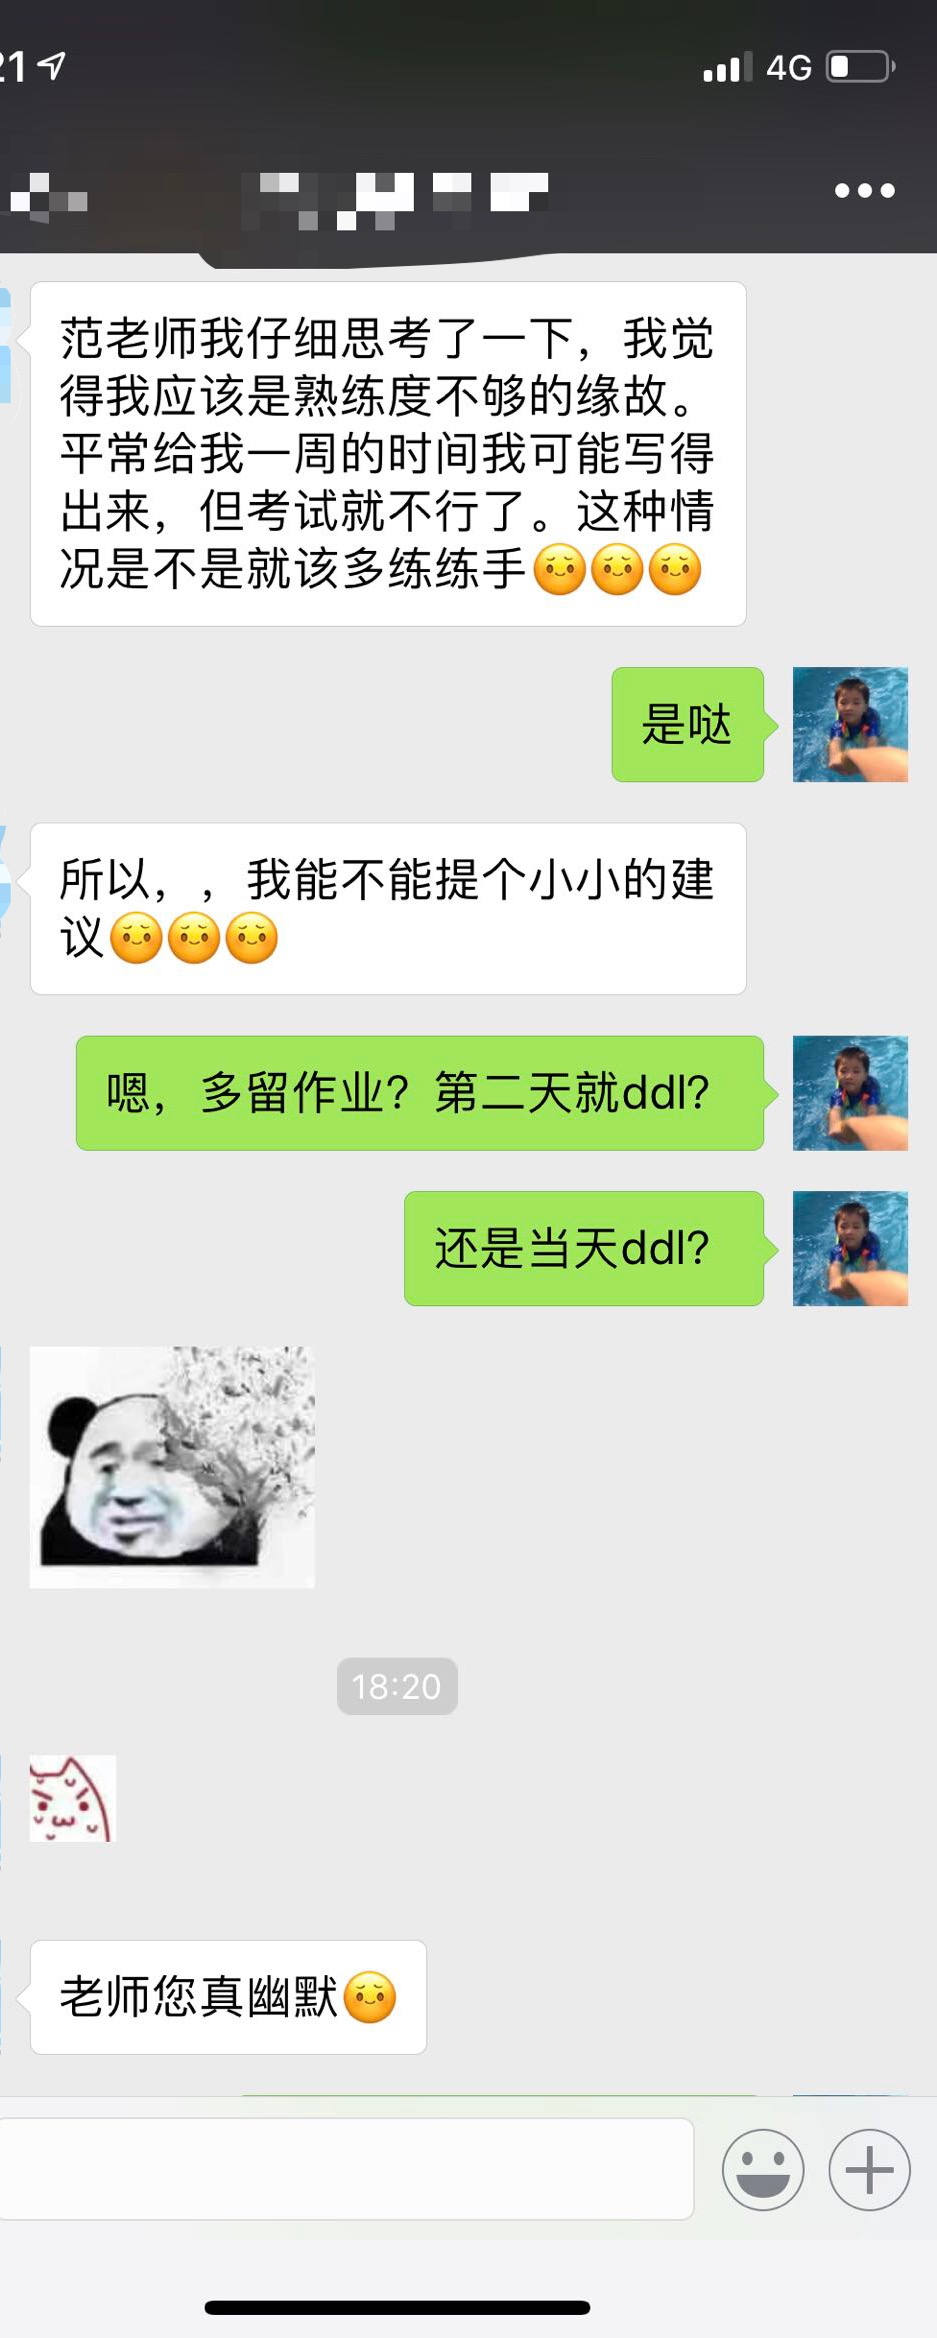 21
4G
范老师我仔细思考了一下，我觉
得我应该是熟练度不够的缘故。
平常给我一周的时间我可能写得
出来，但考试就不行了。这种情
况是不是就该多练练手
是哒
所以，，我能不能提个小小的建
议
嗯，多留作业？第二天就ddl?
还是当天ddl?
18:20
老师您真幽默